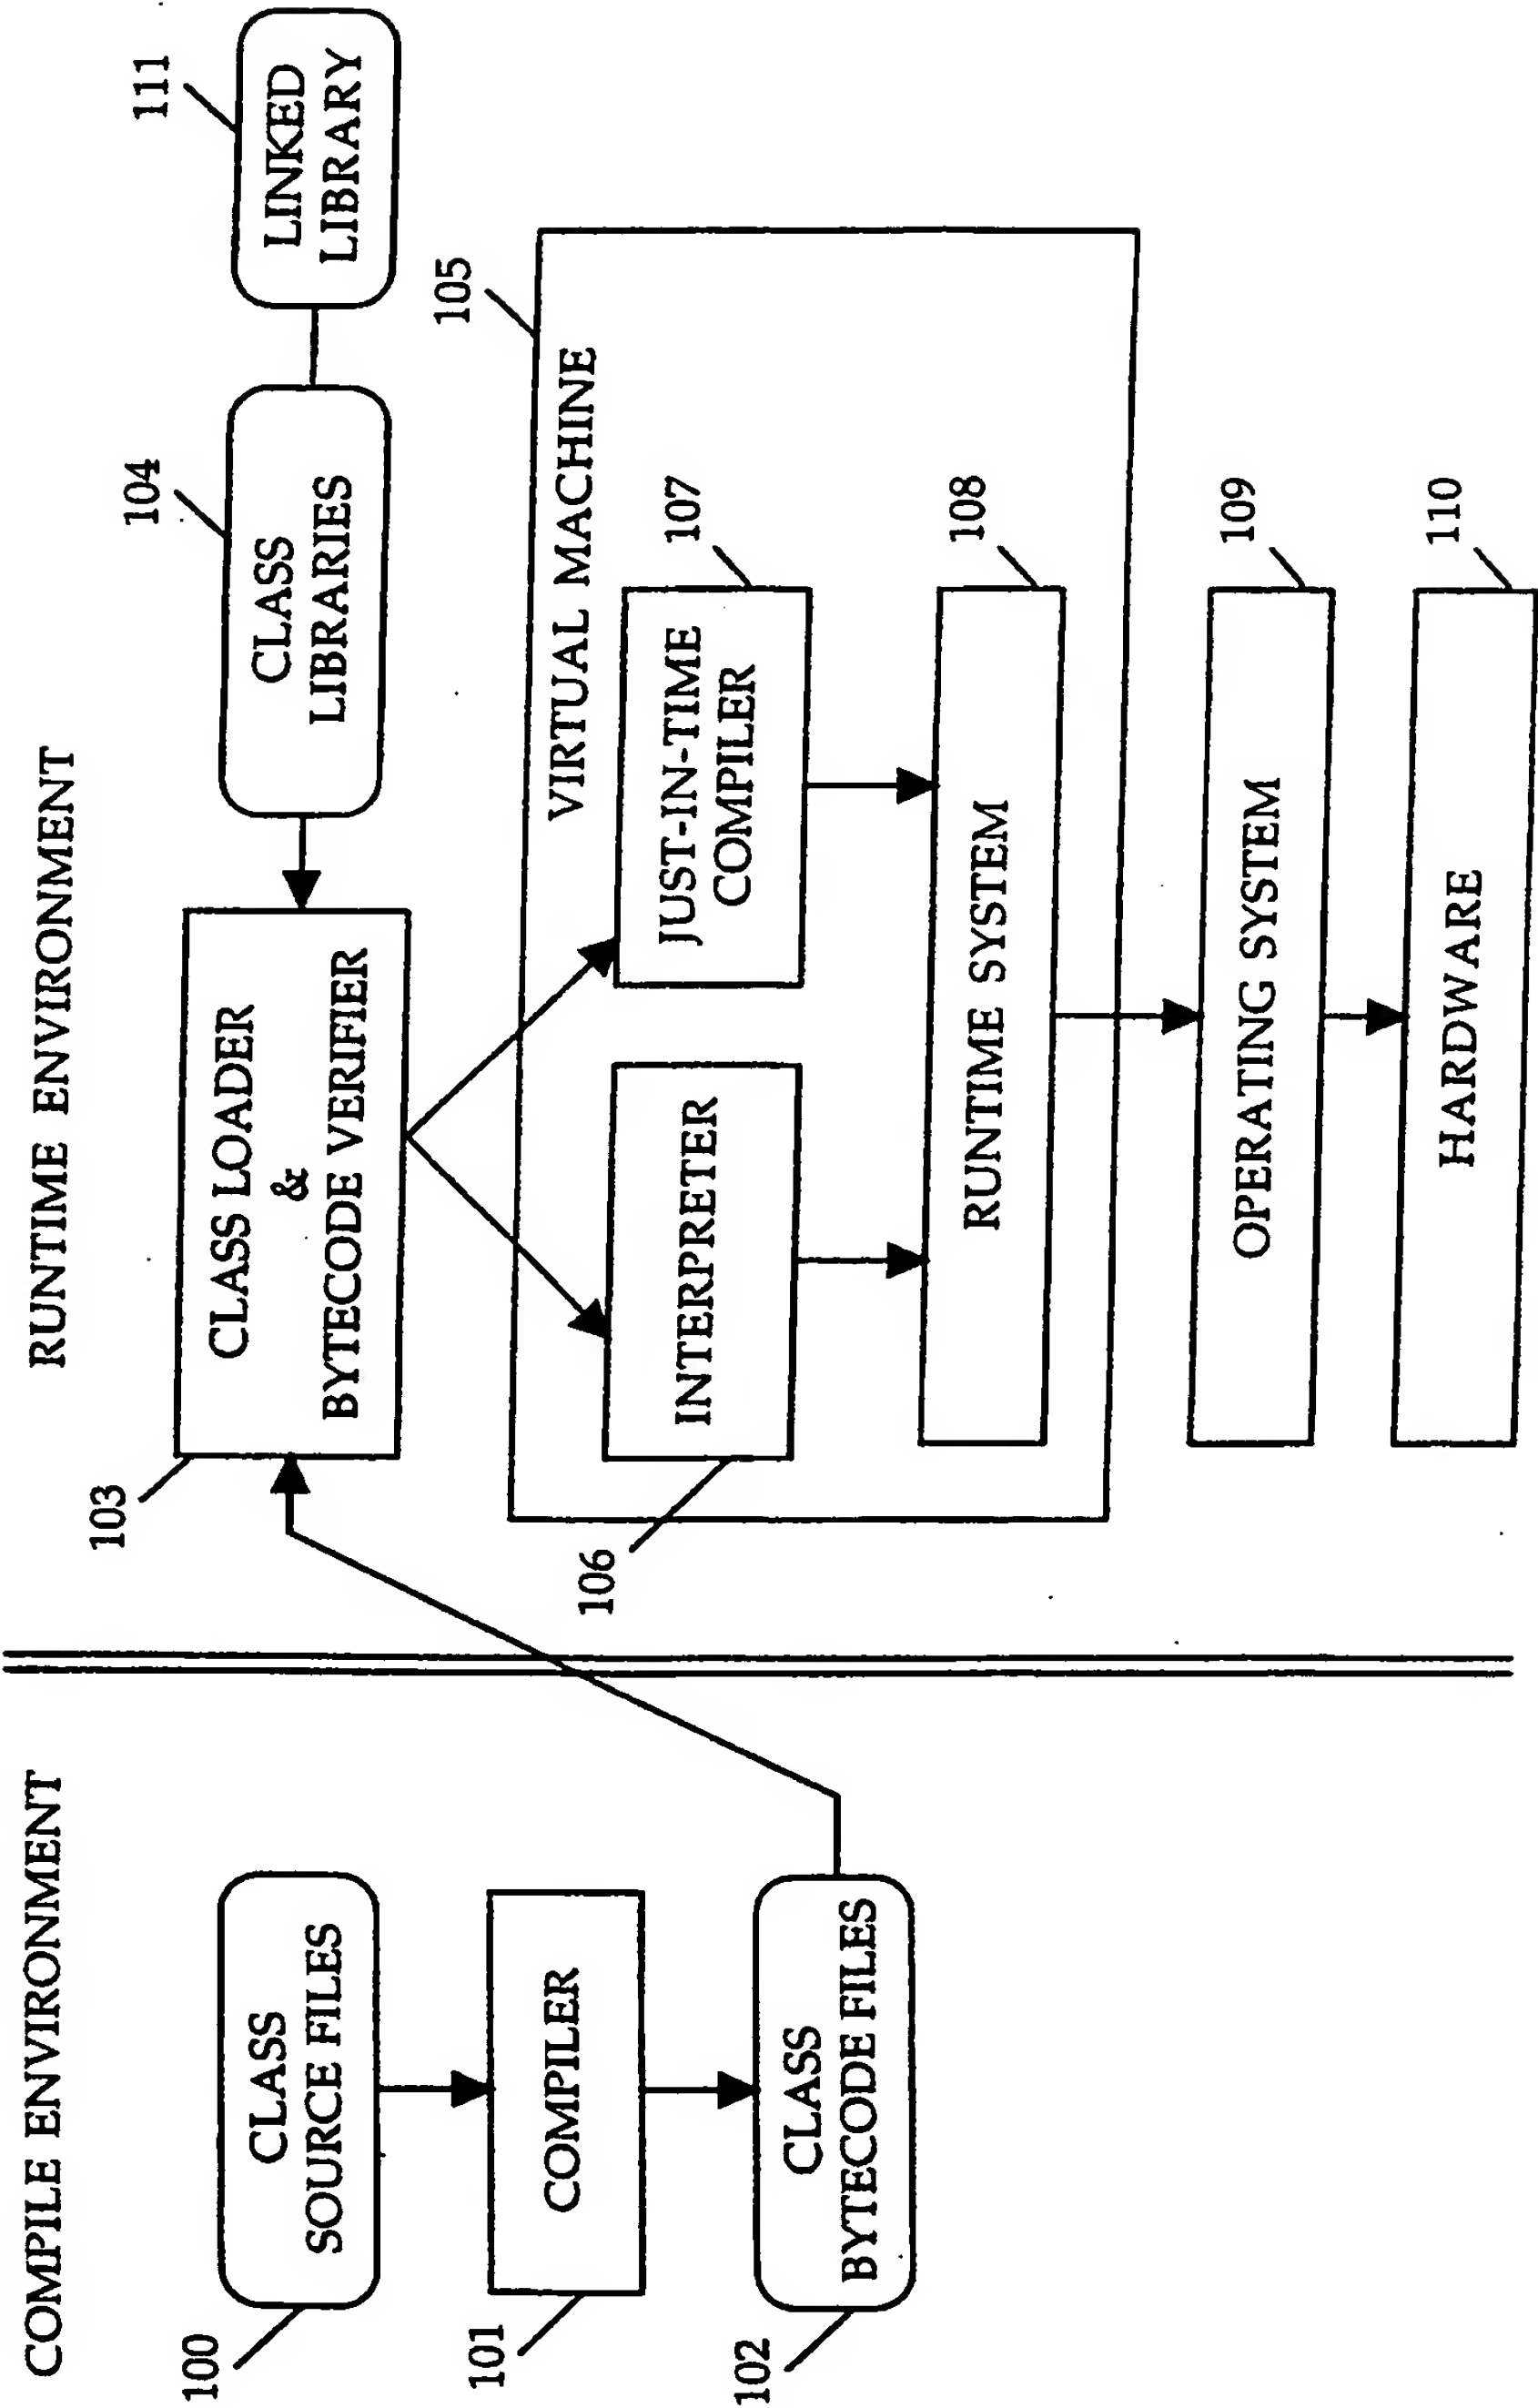 COMPILE ENVIRONMENT
100
CLASS
SOURCE FILES
101
COMPILER
102
CLASS
BYTECODE FILES
RUNTIME ENVIRONMENT
103
CLASS LOADER
&
BYTECODE VERIFIER
104
CLASS
LIBRARIES
111
LINKED
LIBRARY
105
VIRTUAL MACHINE
106
INTERPRETER
107
JUST-IN-TIME
COMPILER
108
RUNTIME SYSTEM
109
OPERATING SYSTEM
110
HARDWARE